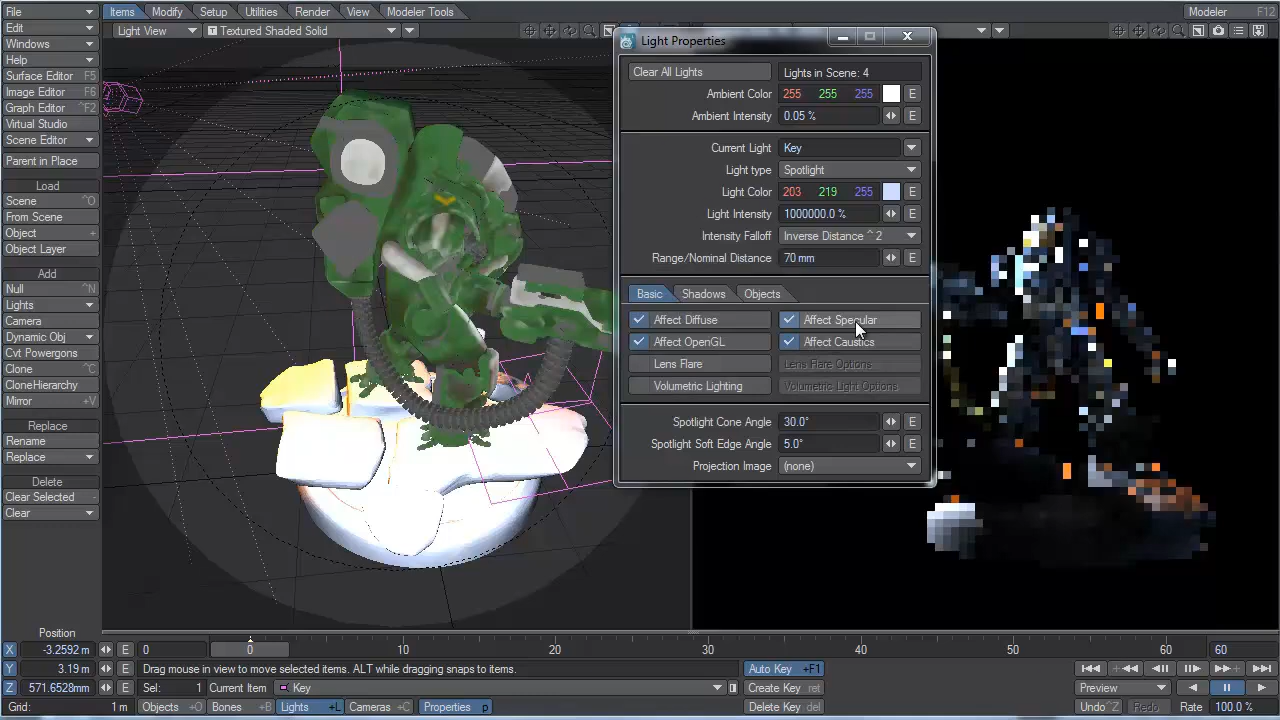 File
Edit
Windows
Help
Surface Editor F5
Image Editor F6
Graph Editor ^F2
Virtual Studio
Scene Editor
Parent in Place
Load
Scene ^O
From Scene
Object +
Object Layer
Add
Null ^N
Lights
Camera
Dynamic Obj
Cvt Powergons
Clone ^C
CloneHierarchy
Mirror +V
Replace
Rename
Replace
Delete
Clear Selected -
Clear
Items Modify Setup Utilities Render View Modeler Tools Modeler F12
Light View T Textured Shaded Solid
Light Properties
Clear All Lights Lights in Scene: 4
Ambient Color 255 255 255 E
Ambient Intensity 0.05 % E
Current Light Key
Light type Spotlight
Light Color 203 219 255 E
Light Intensity 1000000.0 % E
Intensity Falloff Inverse Distance ^ 2
Range/Nominal Distance 70 mm E
Basic Shadows Objects
Affect Diffuse Affect Specular
Affect OpenGL Affect Caustics
Lens Flare Lens Flare Options
Volumetric Lighting Volumetric Light Options
Spotlight Cone Angle 30.0° E
Spotlight Soft Edge Angle 5.0° E
Projection Image (none)
Position
X -3.2592 m E 0 0 10 20 30 40 50 60 60
Y 3.19 m E Drag mouse in view to move selected items. ALT while dragging snaps to items. Auto Key +F1
Z 571.6528mm E Sel: 1 Current Item Key Create Key ret Preview
Grid: 1 m Objects +O Bones +B Lights +L Cameras +C Properties p Delete Key del Undo ^Z Redo Rate 100.0 %